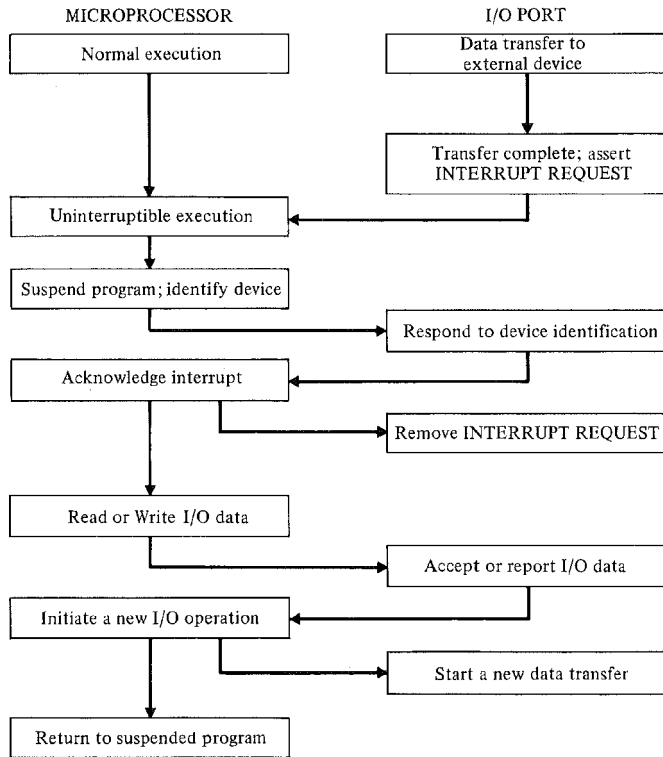 MICROPROCESSOR
I/O PORT
Normal execution
Data transfer to
external device
Transfer complete; assert
INTERRUPT REQUEST
Uninterruptible execution
Suspend program; identify device
Respond to device identification
Acknowledge interrupt
Remove INTERRUPT REQUEST
Read or Write I/O data
Accept or report I/O data
Initiate a new I/O operation
Start a new data transfer
Return to suspended program